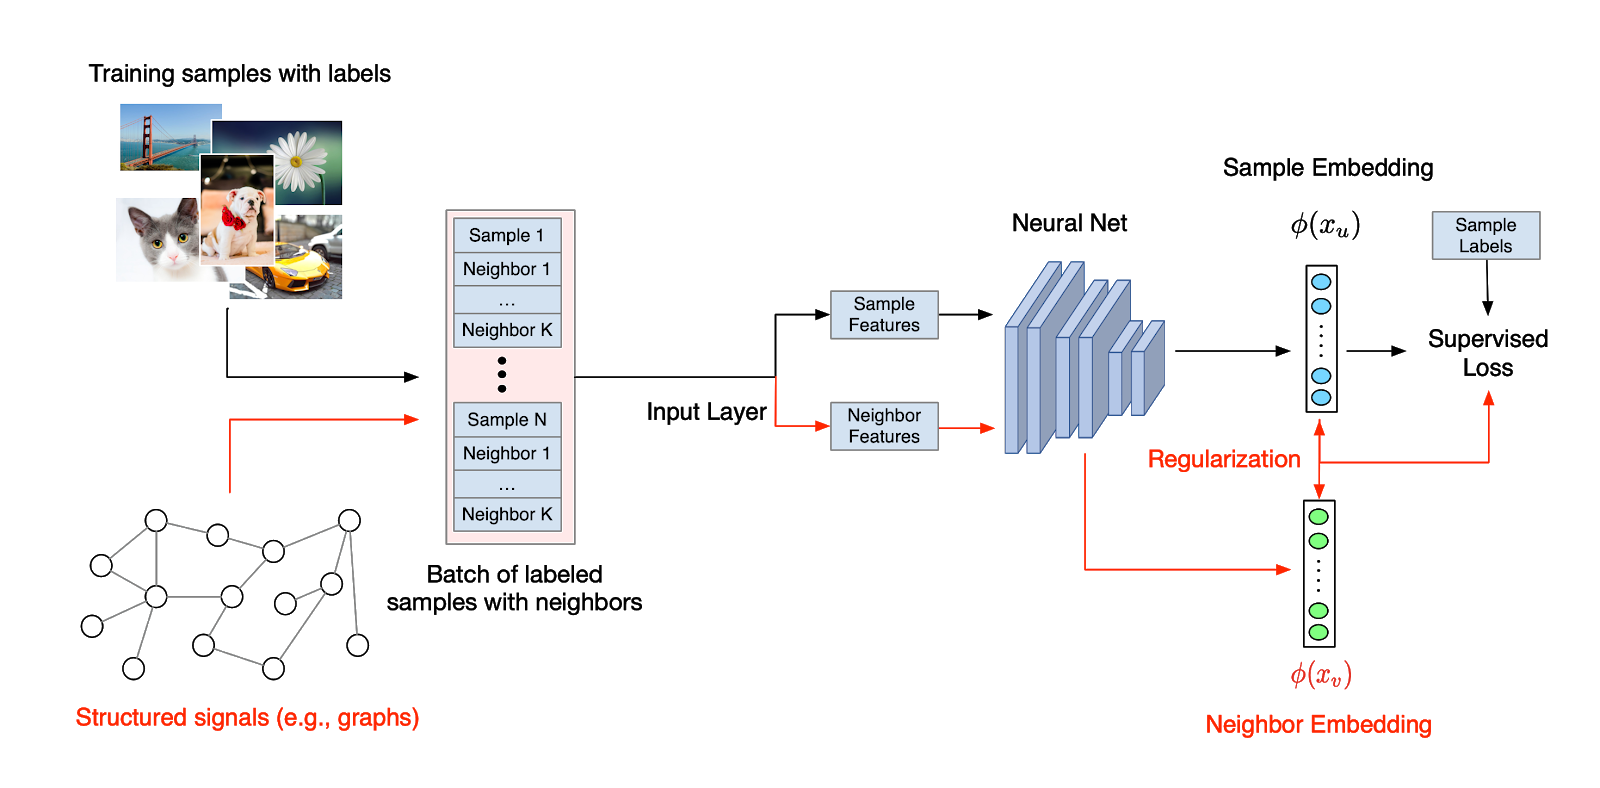 Training samples with labels
Sample 1
Neighbor 1
...
Neighbor K
Sample N
Neighbor 1
...
Neighbor K
Batch of labeled
samples with neighbors
Structured signals (e.g., graphs)
Input Layer
Sample
Features
Neighbor
Features
Neural Net
Sample Embedding
ϕ(x_u)
Sample
Labels
Supervised
Loss
Regularization
ϕ(x_v)
Neighbor Embedding